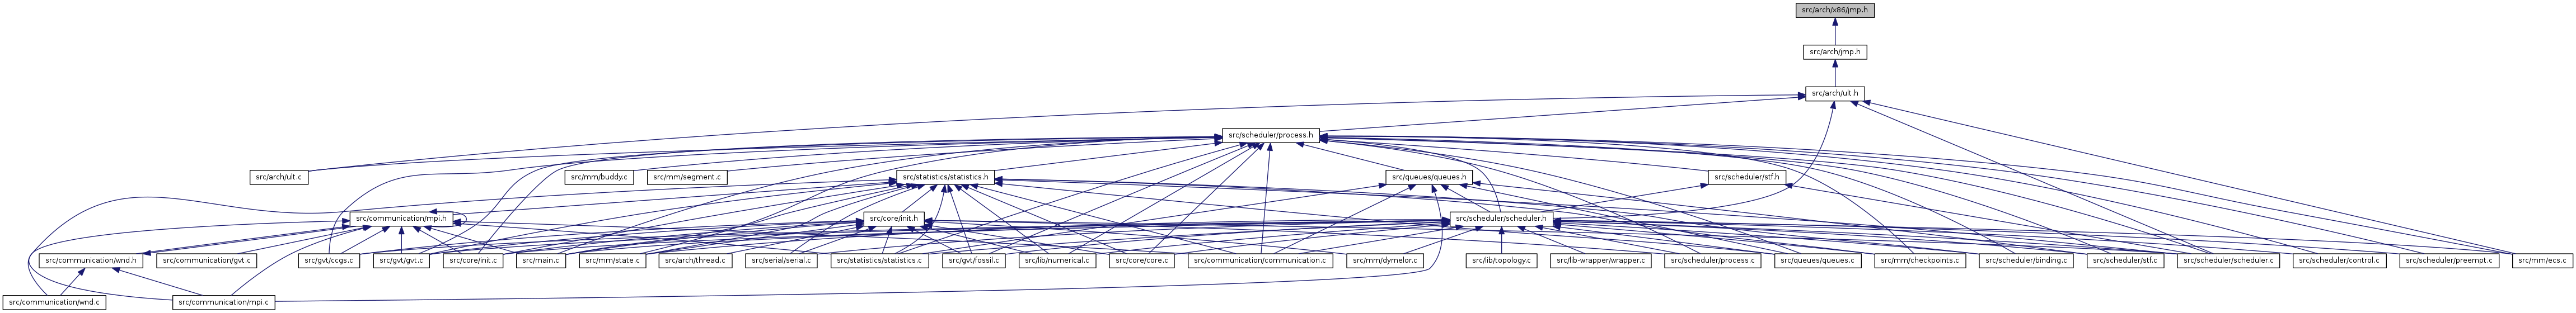 src/arch/x86/jmp.h
src/arch/jmp.h
src/arch/ult.h
src/scheduler/process.h
src/arch/ult.c
src/mm/buddy.c
src/mm/segment.c
src/statistics/statistics.h
src/queues/queues.h
src/scheduler/stf.h
src/communication/mpi.h
src/core/init.h
src/scheduler/scheduler.h
src/communication/wnd.h
src/communication/gvt.c
src/gvt/ccgs.c
src/gvt/gvt.c
src/core/init.c
src/main.c
src/mm/state.c
src/arch/thread.c
src/serial/serial.c
src/statistics/statistics.c
src/gvt/fossil.c
src/lib/numerical.c
src/core/core.c
src/communication/communication.c
src/mm/dymelor.c
src/lib/topology.c
src/lib-wrapper/wrapper.c
src/scheduler/process.c
src/queues/queues.c
src/mm/checkpoints.c
src/scheduler/binding.c
src/scheduler/stf.c
src/scheduler/scheduler.c
src/scheduler/control.c
src/scheduler/preempt.c
src/mm/ecs.c
src/communication/wnd.c
src/communication/mpi.c